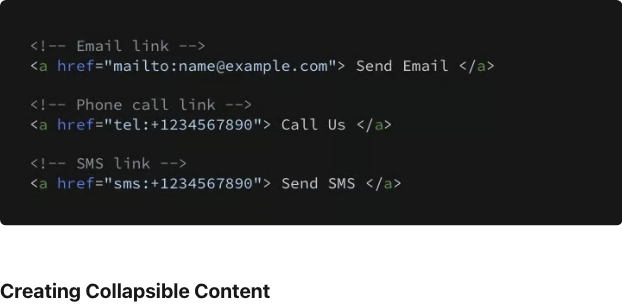 <!-- Email link -->
<a href="mailto:name@example.com"> Send Email </a>
<!-- Phone call link -->
<a href="tel:+1234567890"> Call Us </a>
<!-- SMS link -->
<a href="sms:+1234567890"> Send SMS </a>
Creating Collapsible Content